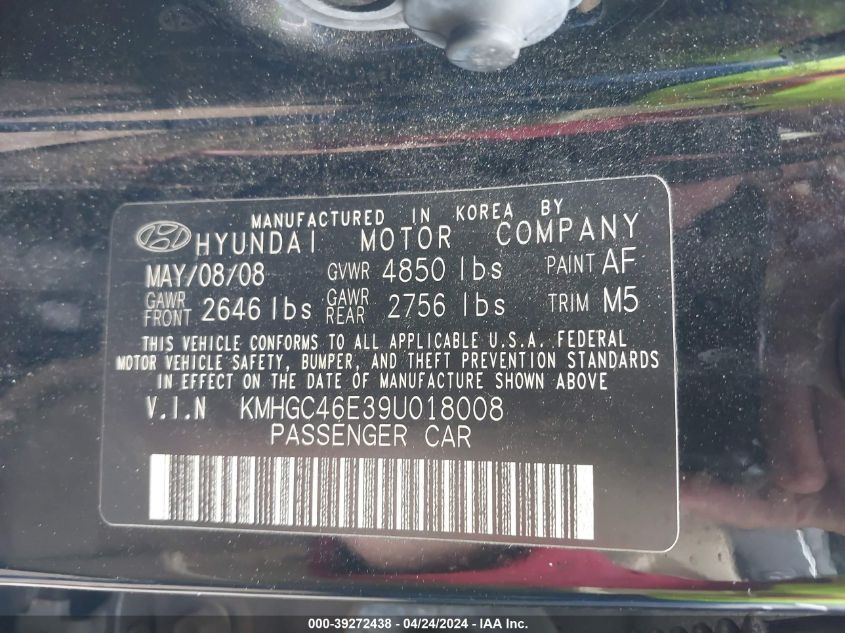 MANUFACTURED IN KOREA BY
HYUNDAI MOTOR COMPANY
MAY/08/08 GVWR 4850 lbs PAINT AF
GAWR FRONT 2646 lbs GAWR REAR 2756 lbs TRIM M5
THIS VEHICLE CONFORMS TO ALL APPLICABLE U.S.A. FEDERAL
MOTOR VEHICLE SAFETY, BUMPER, AND THEFT PREVENTION STANDARDS
IN EFFECT ON THE DATE OF MANUFACTURE SHOWN ABOVE
V.I.N KMHGC46E39U018008
PASSENGER CAR
000-39272438 - 04/24/2024 - IAA Inc.